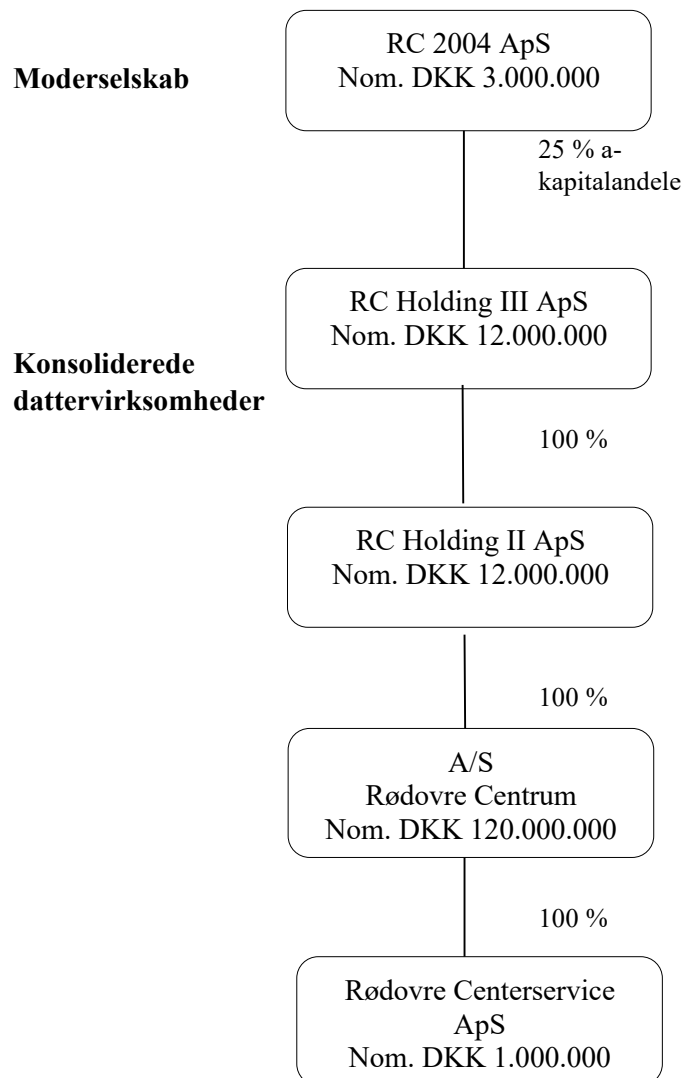 RC 2004 ApS
Nom. DKK 3.000.000
Moderselskab
25 % a-
kapitalandele
RC Holding III ApS
Nom. DKK 12.000.000
Konsoliderede
dattervirksomheder
100 %
RC Holding II ApS
Nom. DKK 12.000.000
100 %
A/S
Rødovre Centrum
Nom. DKK 120.000.000
100 %
Rødovre Centerservice
ApS
Nom. DKK 1.000.000